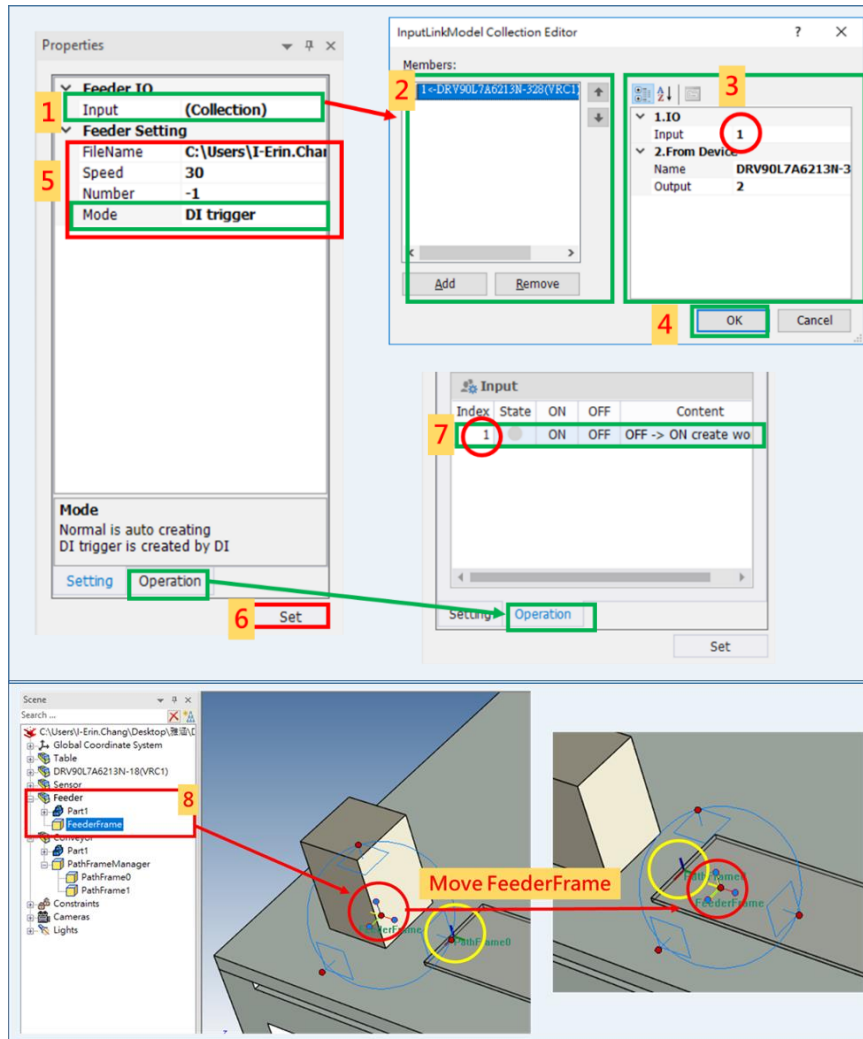 Properties
Feeder IO
1
Input (Collection)
Feeder Setting
5
FileName C:\Users\I-Erin.Chan
Speed 30
Number -1
Mode DI trigger
Mode
Normal is auto creating
DI trigger is created by DI
Setting Operation
6
Set
InputLinkModel Collection Editor ? X
Members:
2
1<-DRV90L7A6213N-328(VRC1)
3
1.IO
Input 1
2.From Device
Name DRV90L7A6213N-3
Output 2
Add Remove
4
OK Cancel
Input
Index State ON OFF Content
7
1 ON OFF OFF -> ON create wo
Setting Operation
Set
Scene
Search ...
C:\Users\I-Erin.Chang\Desktop\
Global Coordinate System
Table
DRV90L7A6213N-18(VRC1)
Sensor
Feeder
8
Part1
FeederFrame
Conveyor
Part1
PathFrameManager
PathFrame0
PathFrame1
Constraints
Cameras
Lights
Move FeederFrame
FeederFrame
PathFrame0
PathFrame0
FeederFrame